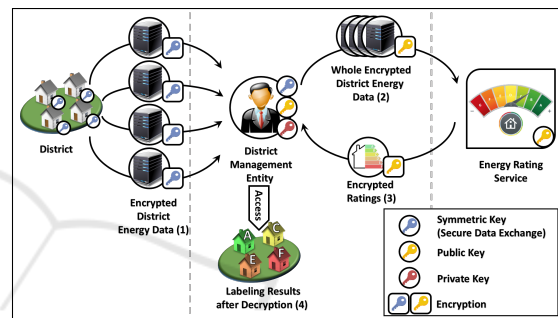 District
Encrypted
District
Energy Data (1)
District
Management
Entity
Access
A
C
E
F
Labeling Results
after Decryption (4)
Whole Encrypted
District Energy
Data (2)
Encrypted
Ratings (3)
Energy Rating
Service
Symmetric Key
(Secure Data Exchange)
Public Key
Private Key
Encryption